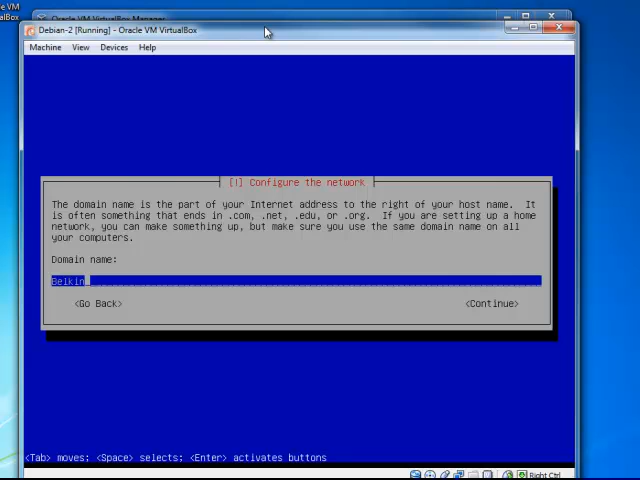 le VM
alBox
Oracle VM VirtualBox Manager
Debian-2 [Running] - Oracle VM VirtualBox
Machine View Devices Help
[!] Configure the network
The domain name is the part of your Internet address to the right of your host name. It
is often something that ends in .com, .net, .edu, or .org. If you are setting up a home
network, you can make something up, but make sure you use the same domain name on all
your computers.
Domain name:
Belkin
<Go Back> <Continue>
<Tab> moves; <Space> selects; <Enter> activates buttons
Right Ctrl